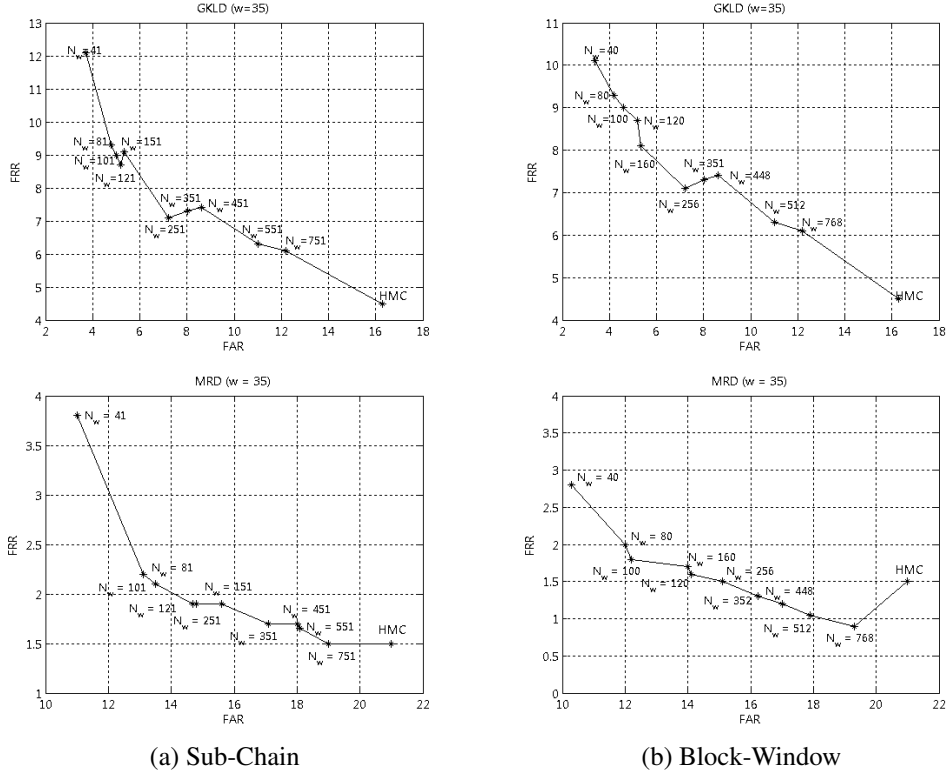 GKLD (w=35)
13
12
11
10
9
8
7
6
5
4
FRR
N_w=41
N_w=81
N_w=151
N_w=101
N_w=121
N_w=351
N_w=451
N_w=251
N_w=551
N_w=751
HMC
2 4 6 8 10 12 14 16 18
FAR
GKLD (w=35)
11
10
9
8
7
6
5
4
FRR
N_w=40
N_w=80
N_w=100
N_w=120
N_w=160
N_w=351
N_w=448
N_w=256
N_w=512
N_w=768
HMC
2 4 6 8 10 12 14 16 18
FAR
MRD (w = 35)
4
3.5
3
2.5
2
1.5
1
FRR
N_w = 41
N_w = 81
N_w = 101
N_w = 151
N_w = 121
N_w = 251
N_w = 451
N_w = 351
N_w = 551
N_w = 751
HMC
10 12 14 16 18 20 22
FAR
MRD (w = 35)
4
3.5
3
2.5
2
1.5
1
0.5
0
FRR
N_w = 40
N_w = 80
N_w = 100
N_w = 160
N_w = 120
N_w = 256
N_w = 352
N_w = 448
N_w = 512
N_w = 768
HMC
10 12 14 16 18 20 22
FAR
(a) Sub-Chain
(b) Block-Window